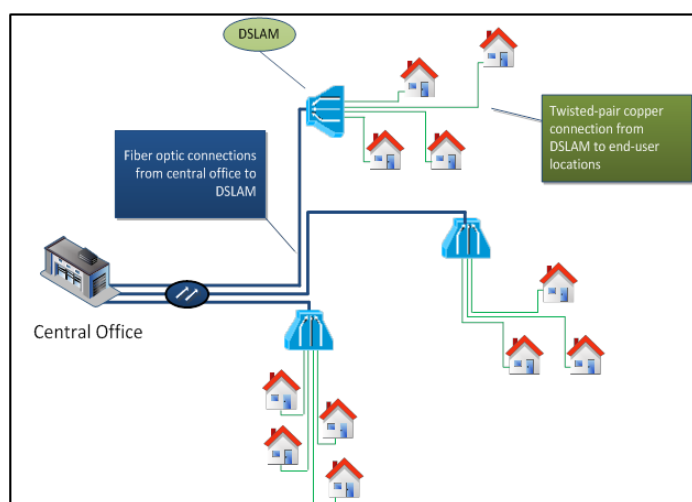 DSLAM
Twisted-pair copper
connection from
DSLAM to end-user
locations
Fiber optic connections
from central office to
DSLAM
Central Office